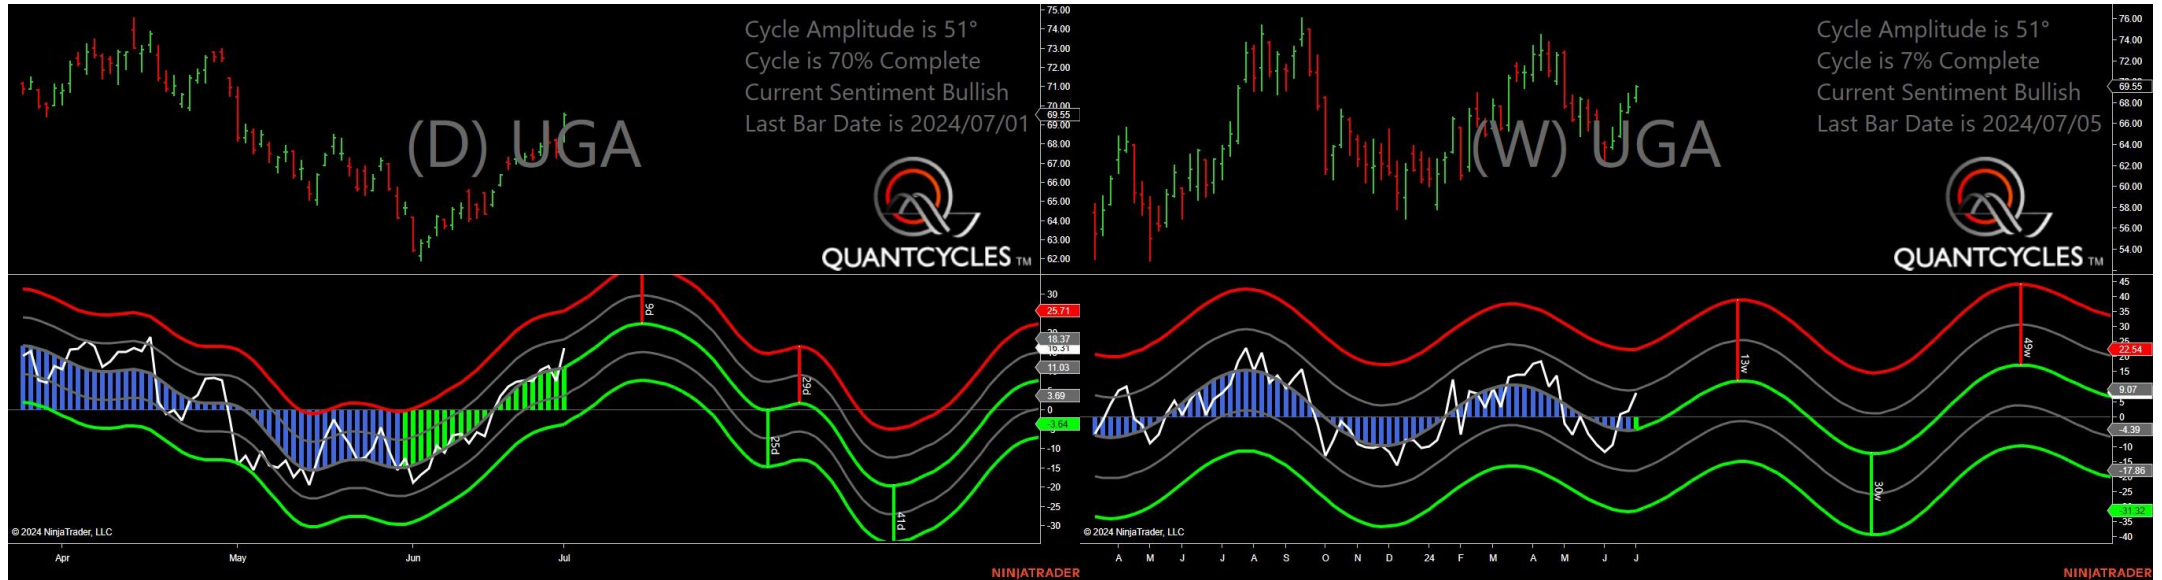 Cycle Amplitude is 51°
Cycle is 70% Complete
Current Sentiment Bullish
Last Bar Date is 2024/07/01
(D) UGA
QUANTCYCLES TM
75.00
74.00
73.00
72.00
71.00
70.00
69.55
69.00
68.00
67.00
66.00
65.00
64.00
63.00
62.00
9d
25d
29d
41d
30
25.71
18.37
16.31
11.03
3.69
0
-3.64
-10
-15
-20
-25
-30
© 2024 NinjaTrader, LLC
Apr May Jun Jul
NINJATRADER
Cycle Amplitude is 51°
Cycle is 7% Complete
Current Sentiment Bullish
Last Bar Date is 2024/07/05
(W) UGA
QUANTCYCLES TM
76.00
74.00
72.00
69.55
68.00
66.00
64.00
62.00
60.00
58.00
56.00
54.00
13w
30w
49w
45
40
35
30
25
22.54
15
9.07
5
0
-4.39
-10
-17.86
-25
-31.32
-35
-40
© 2024 NinjaTrader, LLC
A M J J A S O N D 24 F M A M J J
NINJATRADER